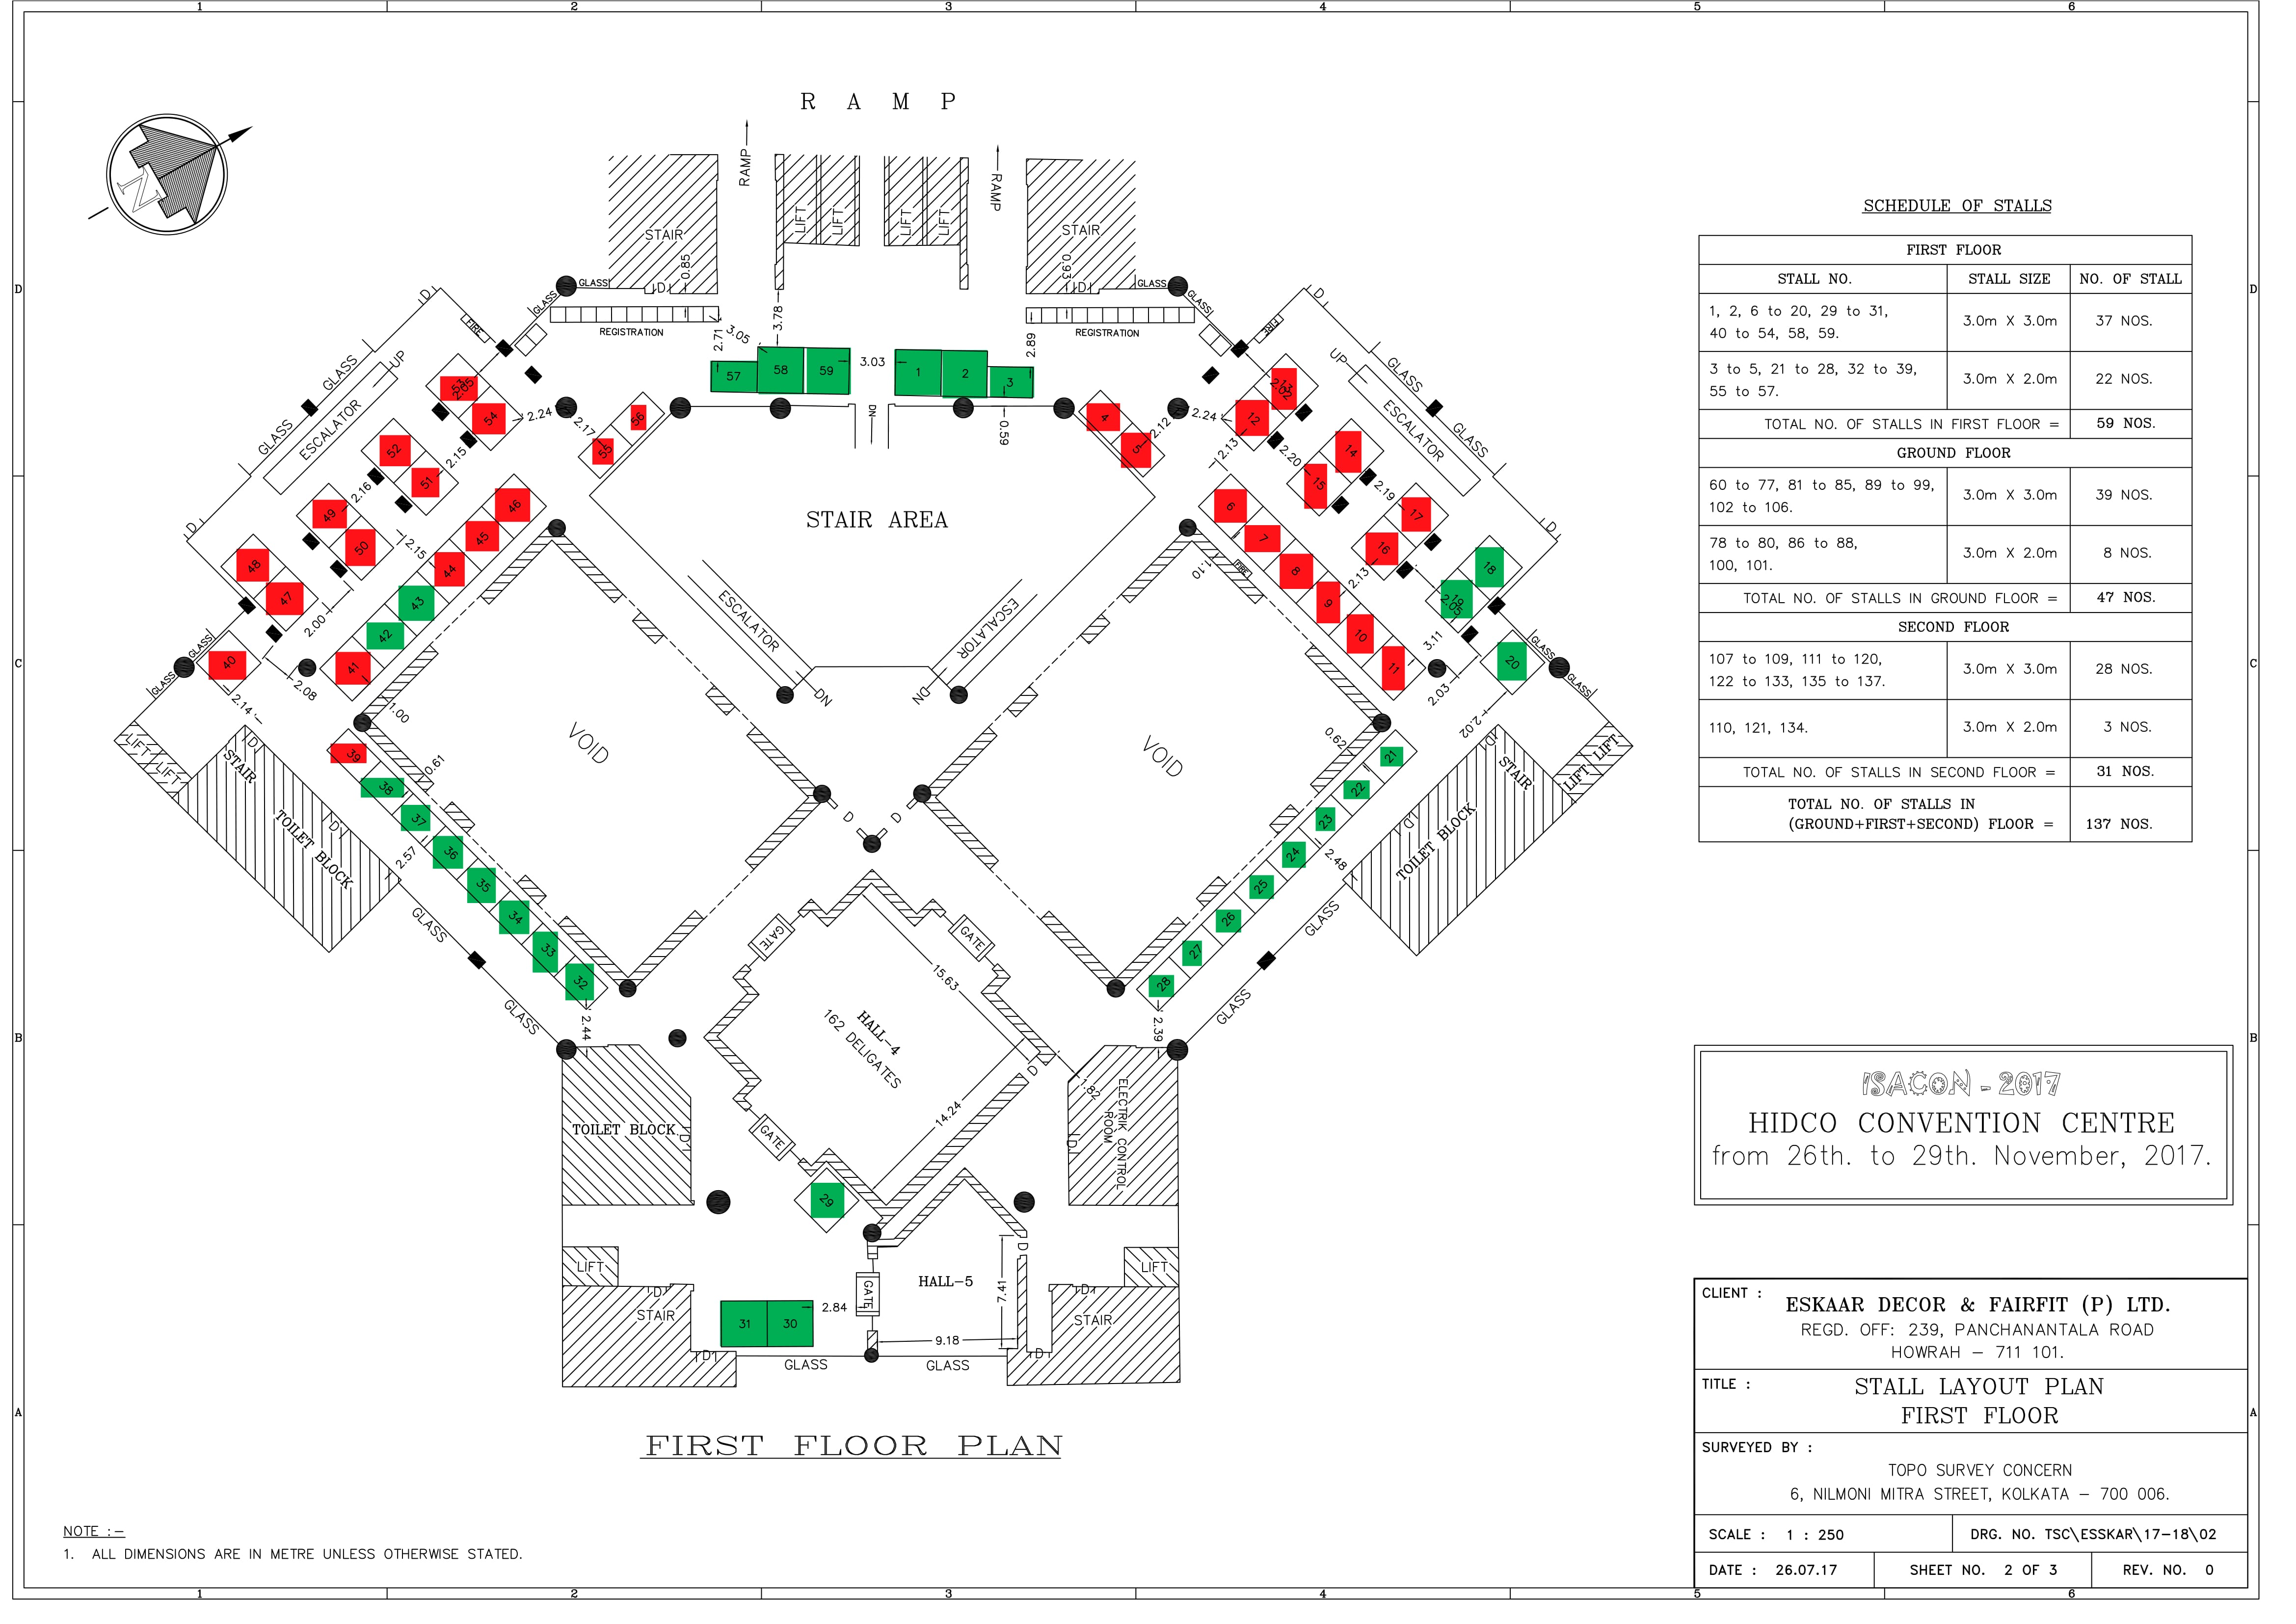 1 2 3 4 5 6
R A M P
RAMP
RAMP
N
LIFT
LIFT
LIFT
LIFT
STAIR
STAIR
0.85
0.93
D
D
GLASS
GLASS
GLASS
GLASS
REGISTRATION
REGISTRATION
3.78
2.71
3.05
2.89
57
58
59
3.03
1
2
3
DN
0.59
D
D
FIRE
FIRE
UP
UP
GLASS
GLASS
ESCALATOR
ESCALATOR
GLASS
GLASS
53
2.05
54
2.24
2.17
55
56
4
5
2.12
2.24
12
13
2.02
2.13
2.20
52
51
2.15
2.16
49
50
2.15
46
45
44
43
42
41
48
47
2.00
40
2.08
2.14
14
15
2.19
17
16
2.13
18
19
2.05
20
3.11
2.03
2.02
6
7
8
9
10
11
FIRE
1.10
STAIR AREA
ESCALATOR
ESCALATOR
DN
DN
D
D
GLASS
GLASS
GLASS
GLASS
LIFT
LIFT
STAIR
D
TOILET BLOCK
D
LIFT
LIFT
STAIR
D
TOILET BLOCK
D
1.00
0.61
0.62
VOID
VOID
39
38
37
36
35
34
33
32
2.57
2.44
21
22
23
24
25
26
27
28
2.48
2.39
GLASS
GLASS
GLASS
GLASS
D
D
GATE
GATE
15.63
HALL-4
162 DELIGATES
14.24
D
1.82
GATE
29
TOILET BLOCK
D
ELECTRIK CONTROL
ROOM
D
LIFT
LIFT
D
STAIR
D
D
STAIR
D
HALL-5
D
7.41
9.18
GATE
2.84
31
30
GLASS
GLASS
FIRST FLOOR PLAN
NOTE :-
1. ALL DIMENSIONS ARE IN METRE UNLESS OTHERWISE STATED.
SCHEDULE OF STALLS
FIRST FLOOR
STALL NO. STALL SIZE NO. OF STALL
1, 2, 6 to 20, 29 to 31,
40 to 54, 58, 59. 3.0m X 3.0m 37 NOS.
3 to 5, 21 to 28, 32 to 39,
55 to 57. 3.0m X 2.0m 22 NOS.
TOTAL NO. OF STALLS IN FIRST FLOOR = 59 NOS.
GROUND FLOOR
60 to 77, 81 to 85, 89 to 99,
102 to 106. 3.0m X 3.0m 39 NOS.
78 to 80, 86 to 88,
100, 101. 3.0m X 2.0m 8 NOS.
TOTAL NO. OF STALLS IN GROUND FLOOR = 47 NOS.
SECOND FLOOR
107 to 109, 111 to 120,
122 to 133, 135 to 137. 3.0m X 3.0m 28 NOS.
110, 121, 134. 3.0m X 2.0m 3 NOS.
TOTAL NO. OF STALLS IN SECOND FLOOR = 31 NOS.
TOTAL NO. OF STALLS IN
(GROUND+FIRST+SECOND) FLOOR = 137 NOS.
ISACON - 2017
HIDCO CONVENTION CENTRE
from 26th. to 29th. November, 2017.
CLIENT : ESKAAR DECOR & FAIRFIT (P) LTD.
REGD. OFF: 239, PANCHANANTALA ROAD
HOWRAH - 711 101.
TITLE : STALL LAYOUT PLAN
FIRST FLOOR
SURVEYED BY :
TOPO SURVEY CONCERN
6, NILMONI MITRA STREET, KOLKATA - 700 006.
SCALE : 1 : 250 DRG. NO. TSC\ESSKAR\17-18\02
DATE : 26.07.17 SHEET NO. 2 OF 3 REV. NO. 0
D
C
B
A
D
C
B
A
1 2 3 4 5 6